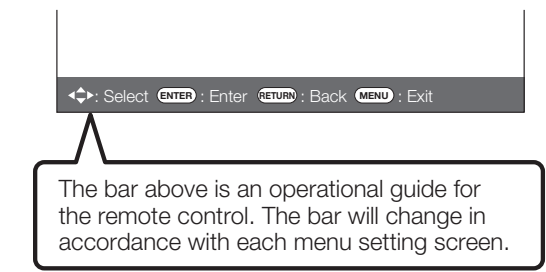 : Select ENTER : Enter RETURN : Back MENU : Exit
The bar above is an operational guide for
the remote control. The bar will change in
accordance with each menu setting screen.